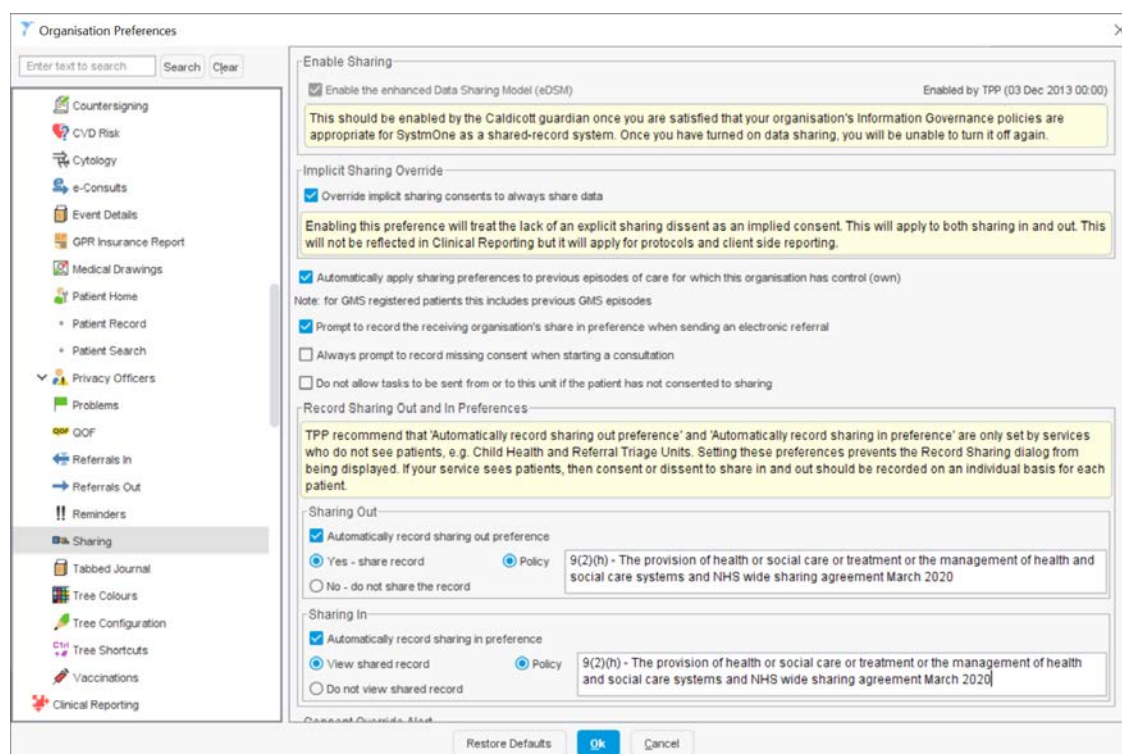 Organisation Preferences
Enter text to search
Search
Clear
Countersigning
CVD Risk
Cytology
e-Consults
Event Details
GPR Insurance Report
Medical Drawings
Patient Home
Patient Record
Patient Search
Privacy Officers
Problems
QOF QOF
Referrals In
Referrals Out
!! Reminders
Sharing
Tabbed Journal
Tree Colours
Tree Configuration
Ctrl Tree Shortcuts
Vaccinations
Clinical Reporting
Enable Sharing
Enable the enhanced Data Sharing Model (eDSM)
Enabled by TPP (03 Dec 2013 00:00)
This should be enabled by the Caldicott guardian once you are satisfied that your organisation's Information Governance policies are
appropriate for SystmOne as a shared-record system. Once you have turned on data sharing, you will be unable to turn it off again.
Implicit Sharing Override
Override implicit sharing consents to always share data
Enabling this preference will treat the lack of an explicit sharing dissent as an implied consent. This will apply to both sharing in and out. This
will not be reflected in Clinical Reporting but it will apply for protocols and client side reporting.
Automatically apply sharing preferences to previous episodes of care for which this organisation has control (own)
Note: for GMS registered patients this includes previous GMS episodes
Prompt to record the receiving organisation's share in preference when sending an electronic referral
Always prompt to record missing consent when starting a consultation
Do not allow tasks to be sent from or to this unit if the patient has not consented to sharing
Record Sharing Out and In Preferences
TPP recommend that 'Automatically record sharing out preference' and 'Automatically record sharing in preference' are only set by services
who do not see patients, e.g. Child Health and Referral Triage Units. Setting these preferences prevents the Record Sharing dialog from
being displayed. If your service sees patients, then consent or dissent to share in and out should be recorded on an individual basis for each
patient.
Sharing Out
Automatically record sharing out preference
Yes - share record
Policy
9(2)(h) - The provision of health or social care or treatment or the management of health and
social care systems and NHS wide sharing agreement March 2020
No - do not share the record
Sharing In
Automatically record sharing in preference
View shared record
Policy
9(2)(h) - The provision of health or social care or treatment or the management of health
and social care systems and NHS wide sharing agreement March 2020
Do not view shared record
Consent Override Alert
Restore Defaults
Ok
Cancel